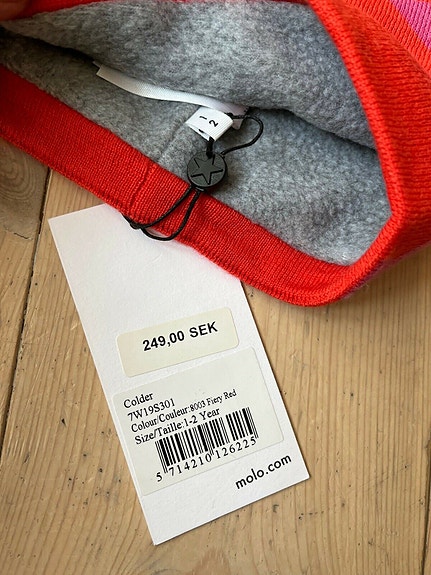 1
2
249,00 SEK
Colder
7W19S301
Colour/Couleur:8003 Fiery Red
Size/Taille:1-2 Year
5 714210 126225
molo.com